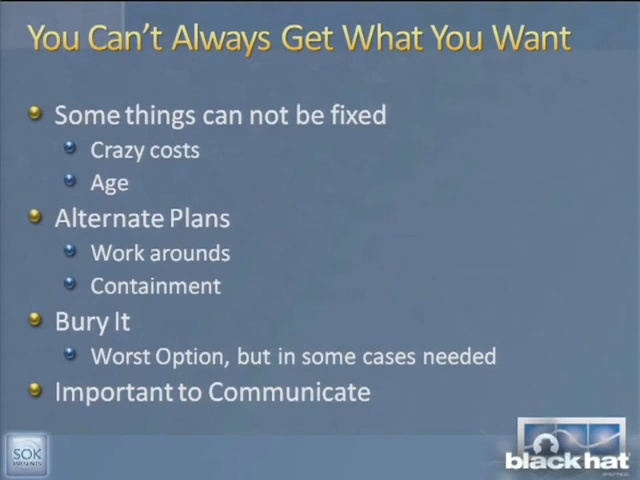 You Can't Always Get What You Want
Some things can not be fixed
Crazy costs
Age
Alternate Plans
Work arounds
Containment
Bury It
Worst Option, but in some cases needed
Important to Communicate
SOK
black hat